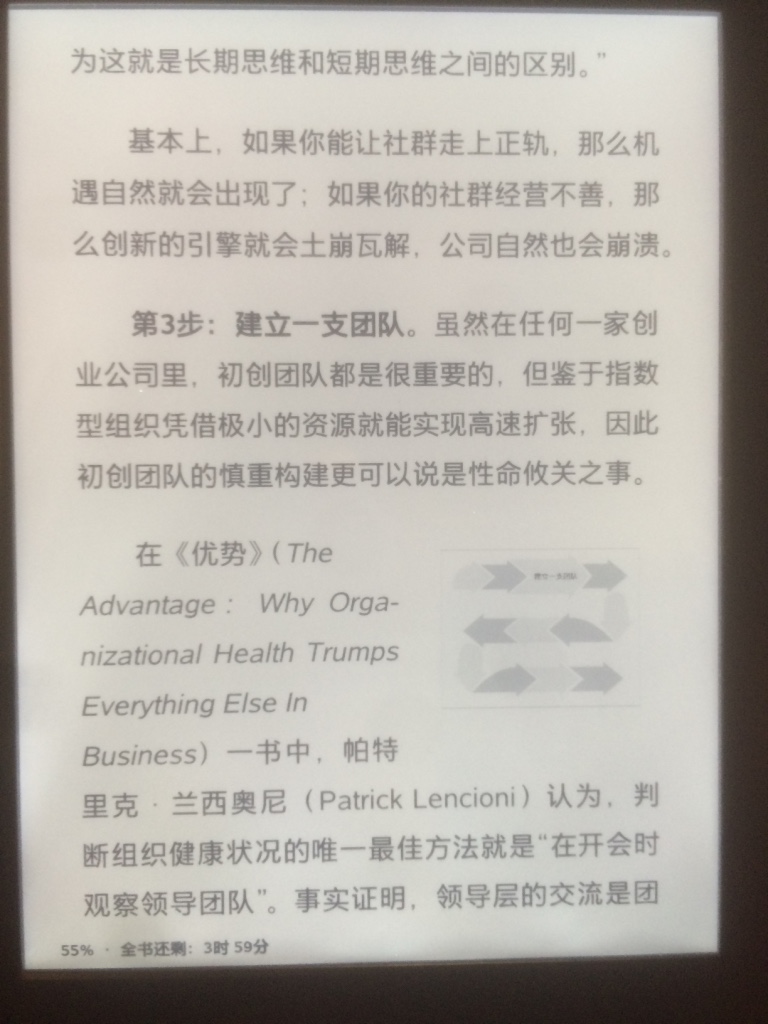 为这就是长期思维和短期思维之间的区别。”
基本上，如果你能让社群走上正轨，那么机
遇自然就会出现了；如果你的社群经营不善，那
么创新的引擎就会土崩瓦解，公司自然也会崩溃。
第3步：建立一支团队。虽然在任何一家创
业公司里，初创团队都是很重要的，但鉴于指数
型组织凭借极小的资源就能实现高速扩张，因此
初创团队的慎重构建更可以说是性命攸关之事。
在《优势》（The
Advantage： Why Orga-
nizational Health Trumps
Everything Else In
Business）一书中，帕特
建立一支团队
里克·兰西奥尼（Patrick Lencioni）认为，判
断组织健康状况的唯一最佳方法就是“在开会时
观察领导团队”。事实证明，领导层的交流是团
55% · 全书还剩：3时 59分